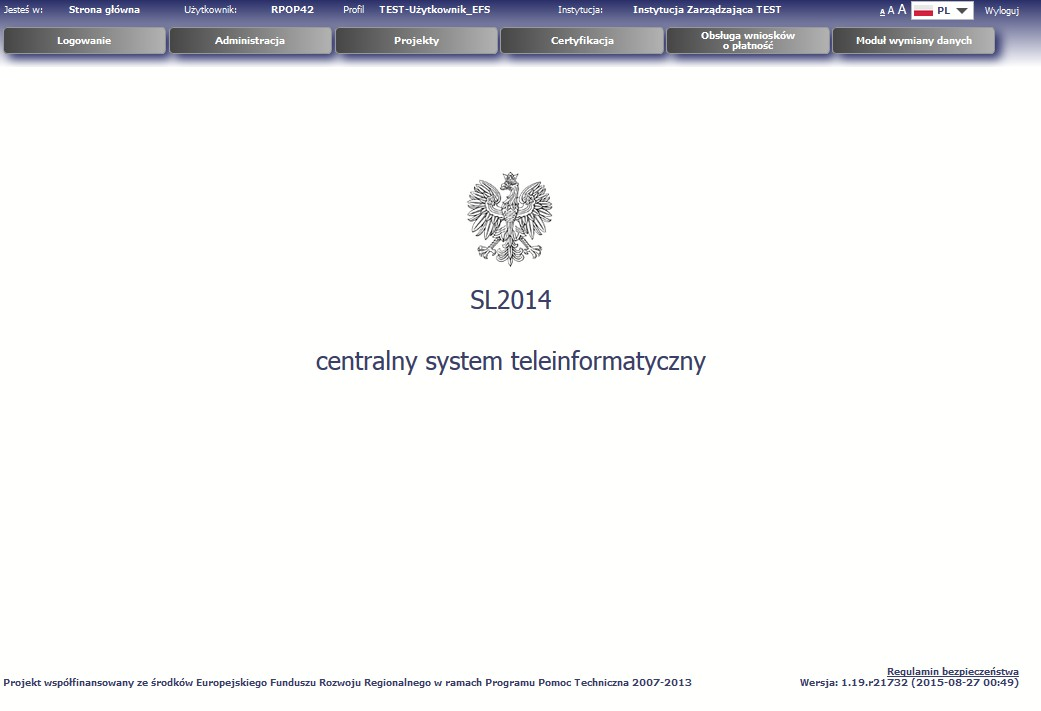 Jesteś w: Strona główna Użytkownik: RPOP42 Profil TEST-Użytkownik_EFS Instytucja: Instytucja Zarządzająca TEST A A A PL Wyloguj
Logowanie Administracja Projekty Certyfikacja Obsługa wniosków o płatność Moduł wymiany danych
SL2014
centralny system teleinformatyczny
Regulamin bezpieczeństwa
Projekt współfinansowany ze środków Europejskiego Funduszu Rozwoju Regionalnego w ramach Programu Pomoc Techniczna 2007-2013 Wersja: 1.19.r21732 (2015-08-27 00:49)